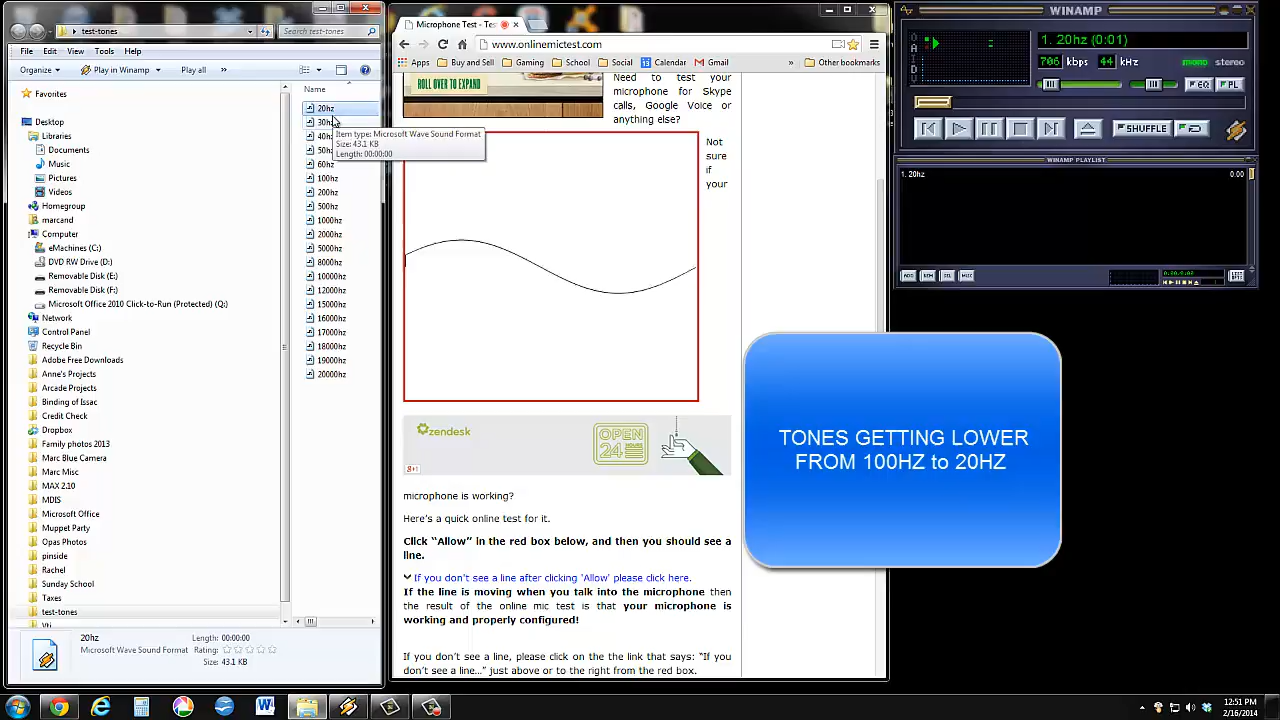 test-tones
Search test-tones
File Edit View Tools Help
Organize Play in Winamp Play all »
Name
Favorites
Desktop
Libraries
Documents
Music
Pictures
Videos
Homegroup
marcand
Computer
eMachines (C:)
DVD RW Drive (D:)
Removable Disk (E:)
Removable Disk (F:)
Microsoft Office 2010 Click-to-Run (Protected) (Q:)
Network
Control Panel
Recycle Bin
Adobe Free Downloads
Anne's Projects
Arcade Projects
Binding of Issac
Credit Check
Dropbox
Family photos 2013
Marc Blue Camera
Marc Misc
MAX 2.10
MDIS
Microsoft Office
Muppet Party
Opas Photos
pinside
Rachel
Sunday School
Taxes
test-tones
20hz
30hz
40hz
50hz
60hz
100hz
200hz
500hz
1000hz
2000hz
5000hz
8000hz
10000hz
12000hz
15000hz
16000hz
17000hz
18000hz
19000hz
20000hz
Item type: Microsoft Wave Sound Format
Size: 43.1 KB
Length: 00:00:00
20hz
Microsoft Wave Sound Format
Length: 00:00:00
Rating:
Size: 43.1 KB
Microphone Test - Tes
www.onlinemictest.com
Apps Buy and Sell Gaming School Social 13 Calendar Gmail » Other bookmarks
ROLL OVER TO EXPAND
Need to test your
microphone for Skype
calls, Google Voice or
anything else?
Not
sure
if
your
zendesk
OPEN
24
g+1
microphone is working?
Here's a quick online test for it.
Click "Allow" in the red box below, and then you should see a
line.
If you don't see a line after clicking 'Allow' please click here.
If the line is moving when you talk into the microphone then
the result of the online mic test is that your microphone is
working and properly configured!
If you don't see a line, please click on the the link that says: "If you
don't see a line..." just above or to the right from the red box.
WINAMP
O A I D V
1. 20hz (0:01)
706 kbps 44 kHz mono stereo
EQ PL
SHUFFLE
WINAMP PLAYLIST
1. 20hz 0:00
TONES GETTING LOWER
FROM 100HZ to 20HZ
12:51 PM
2/16/2014